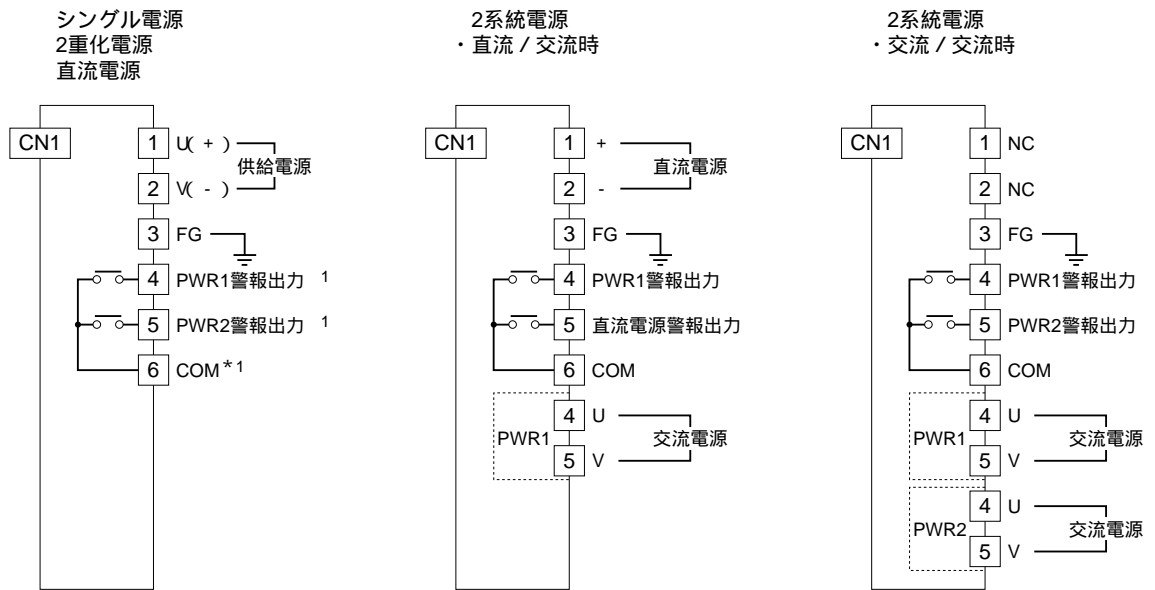 シングル電源
2重化電源
直流電源
CN1
1 U( + )
供給電源
2 V( - )
3 FG
4 PWR1警報出力 1
5 PWR2警報出力 1
6 COM*1
2系統電源
・直流 / 交流時
CN1
1 +
直流電源
2 -
3 FG
4 PWR1警報出力
5 直流電源警報出力
6 COM
PWR1
4 U
交流電源
5 V
2系統電源
・交流 / 交流時
CN1
1 NC
2 NC
3 FG
4 PWR1警報出力
5 PWR2警報出力
6 COM
PWR1
4 U
交流電源
5 V
PWR2
4 U
交流電源
5 V